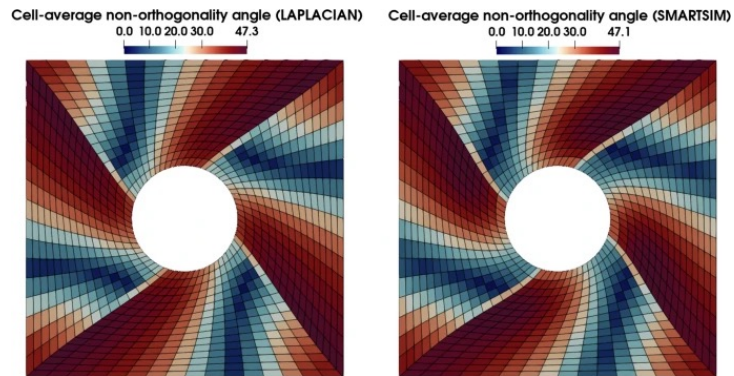 Cell-average non-orthogonality angle (LAPLACIAN)
0.0 10.0 20.0 30.0 47.3
Cell-average non-orthogonality angle (SMARTSIM)
0.0 10.0 20.0 30.0 47.1